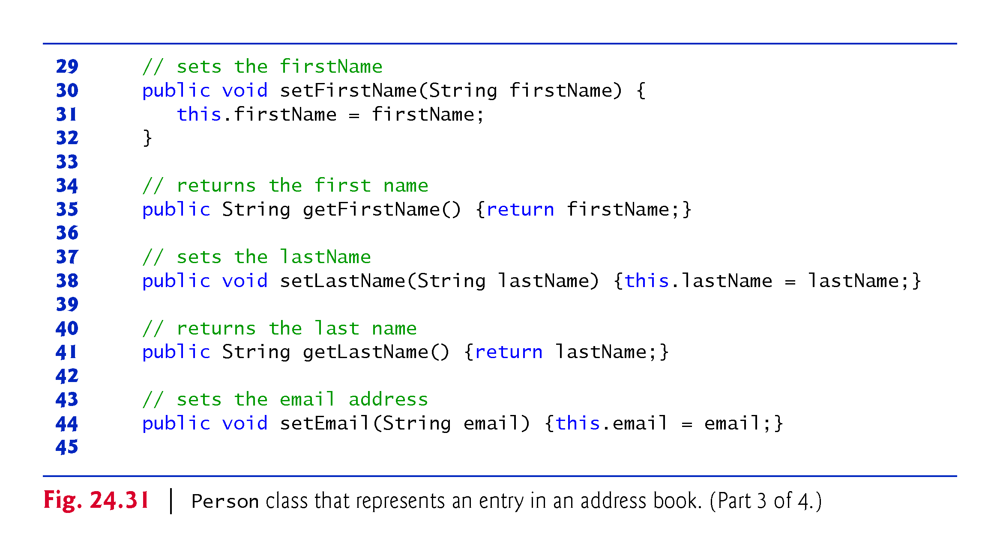 29 // sets the firstName
30 public void setFirstName(String firstName) {
31 this.firstName = firstName;
32 }
33
34 // returns the first name
35 public String getFirstName() {return firstName;}
36
37 // sets the lastName
38 public void setLastName(String lastName) {this.lastName = lastName;}
39
40 // returns the last name
41 public String getLastName() {return lastName;}
42
43 // sets the email address
44 public void setEmail(String email) {this.email = email;}
45
Fig. 24.31 | Person class that represents an entry in an address book. (Part 3 of 4.)